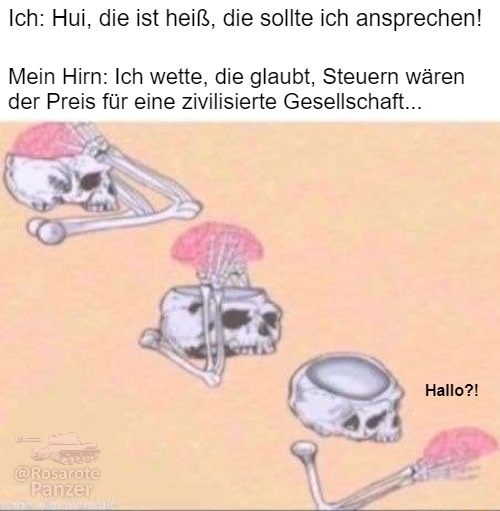 Ich: Hui, die ist heiß, die sollte ich ansprechen!
Mein Hirn: Ich wette, die glaubt, Steuern wären
der Preis für eine zivilisierte Gesellschaft...
Hallo?!
@Rosarote
Panzer